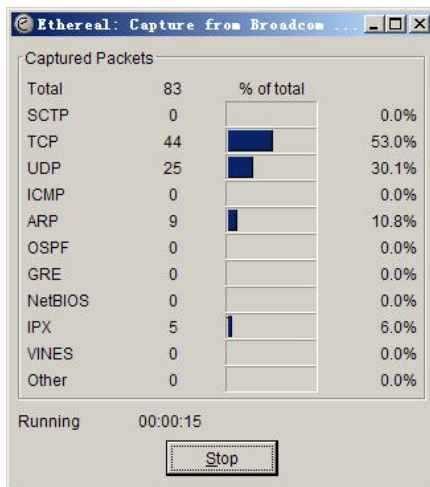 Ethereal: Capture from Broadcom ...
Captured Packets
Total 83 % of total
SCTP 0 0.0%
TCP 44 53.0%
UDP 25 30.1%
ICMP 0 0.0%
ARP 9 10.8%
OSPF 0 0.0%
GRE 0 0.0%
NetBIOS 0 0.0%
IPX 5 6.0%
VINES 0 0.0%
Other 0 0.0%
Running 00:00:15
Stop